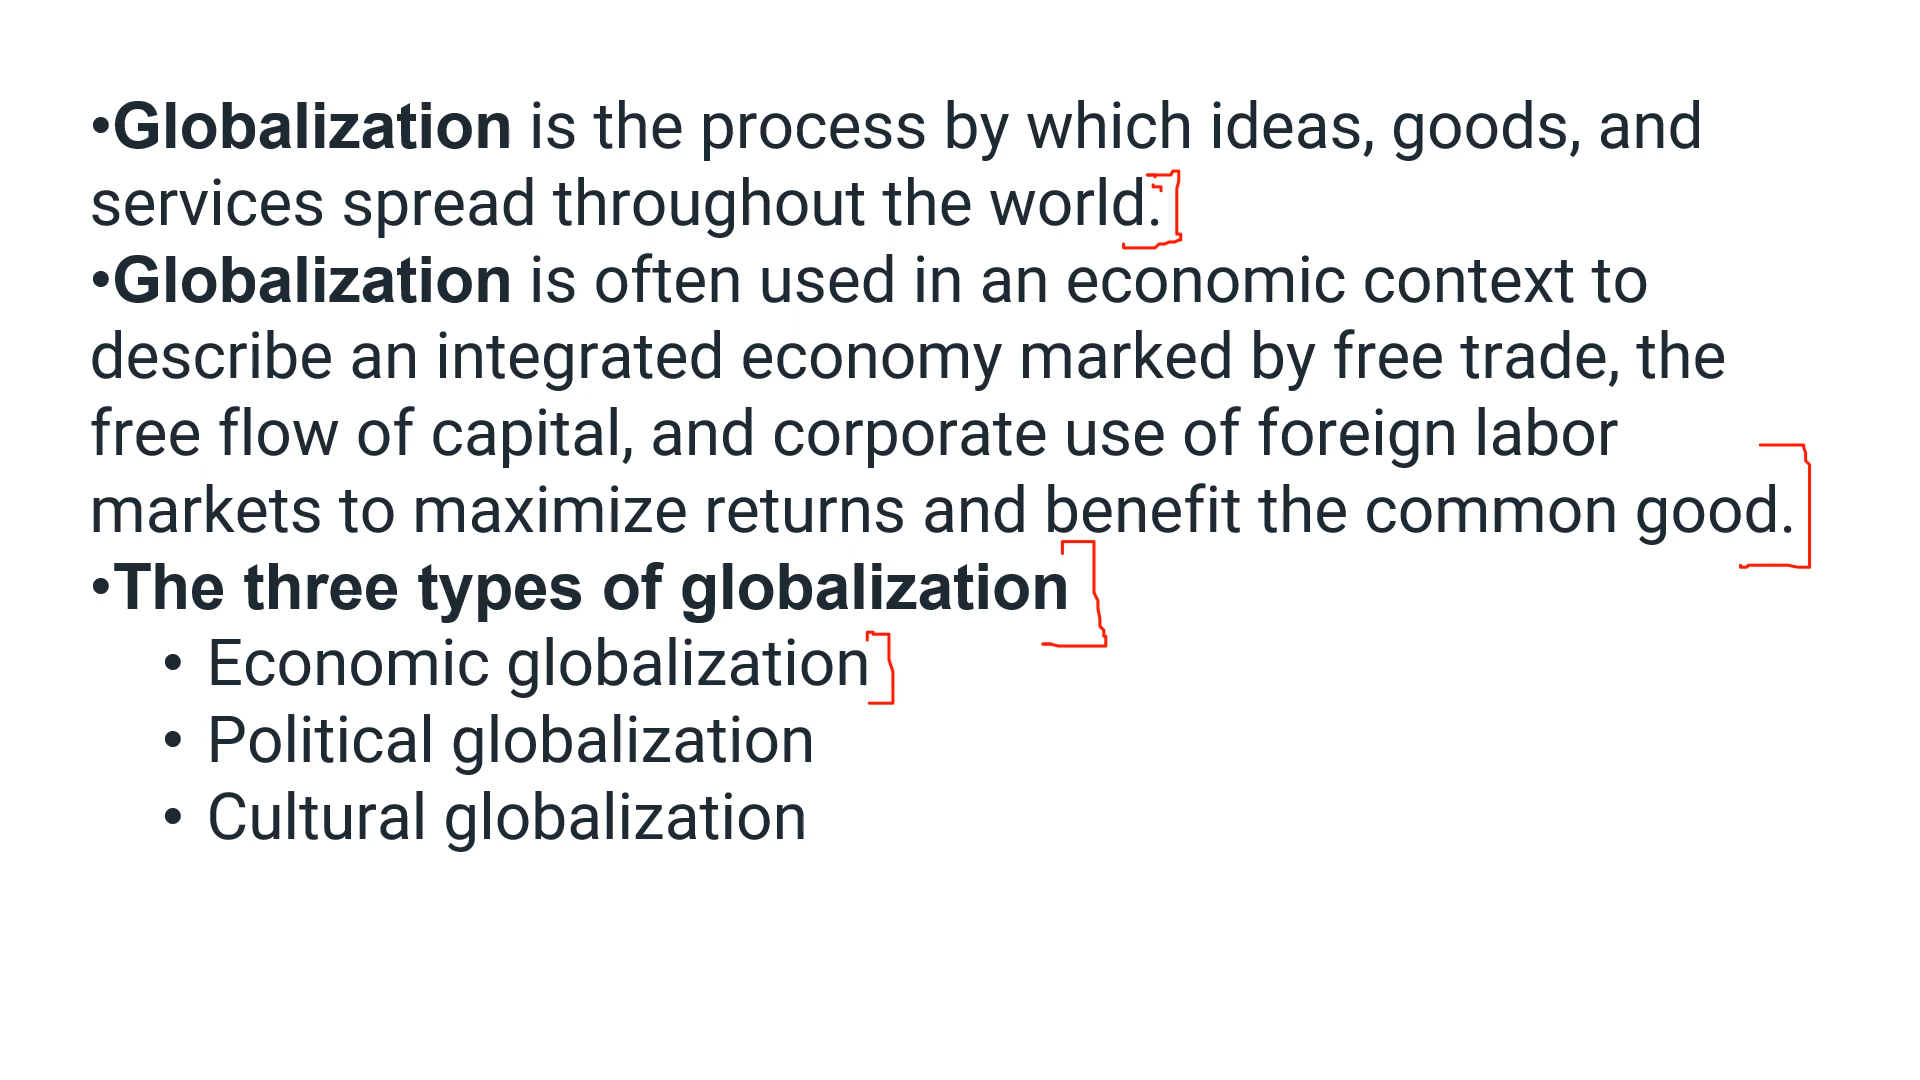 •Globalization is the process by which ideas, goods, and
services spread throughout the world.
•Globalization is often used in an economic context to
describe an integrated economy marked by free trade, the
free flow of capital, and corporate use of foreign labor
markets to maximize returns and benefit the common good.
•The three types of globalization
• Economic globalization
• Political globalization
• Cultural globalization